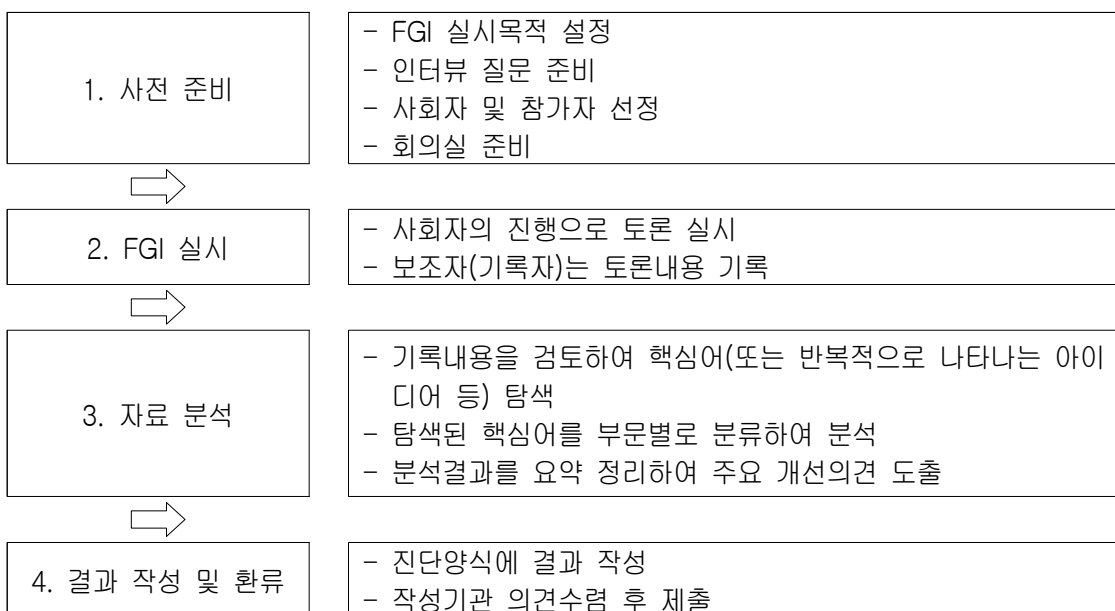 1. 사전 준비
- FGI 실시목적 설정
- 인터뷰 질문 준비
- 사회자 및 참가자 선정
- 회의실 준비
2. FGI 실시
- 사회자의 진행으로 토론 실시
- 보조자(기록자)는 토론내용 기록
3. 자료 분석
- 기록내용을 검토하여 핵심어(또는 반복적으로 나타나는 아이
디어 등) 탐색
- 탐색된 핵심어를 부문별로 분류하여 분석
- 분석결과를 요약 정리하여 주요 개선의견 도출
4. 결과 작성 및 환류
- 진단양식에 결과 작성
- 작성기관 의견수렴 후 제출